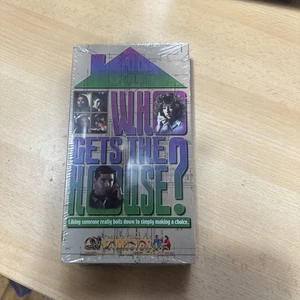 WHO
GETS THE
HOUSE?
Liking someone really boils down to simply making a choice.